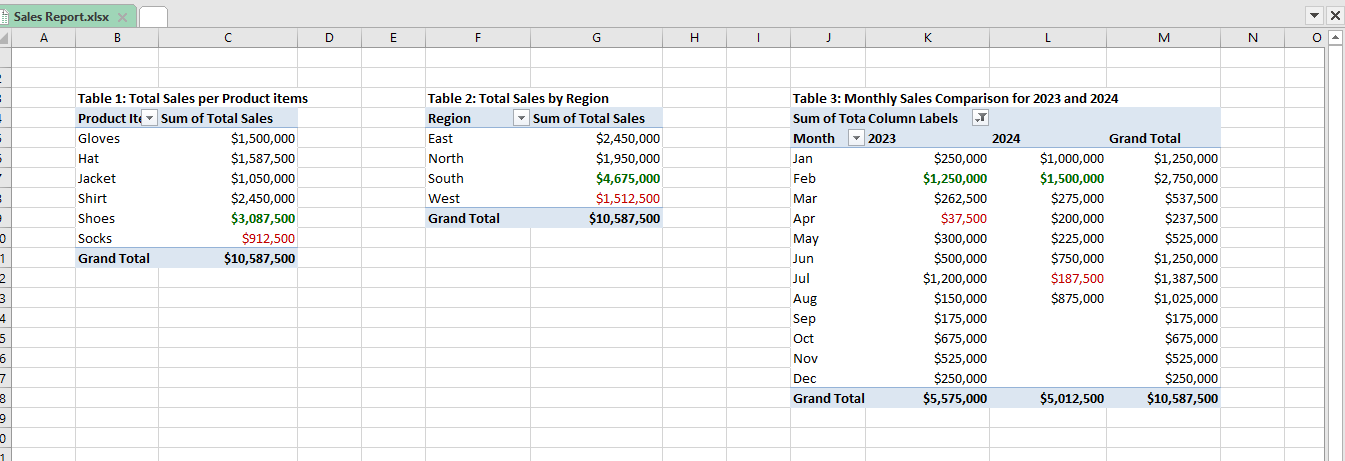 Sales Report.xlsx
A B C D E F G H I J K L M N O
Table 1: Total Sales per Product items
Product Ite Sum of Total Sales
Gloves $1,500,000
Hat $1,587,500
Jacket $1,050,000
Shirt $2,450,000
Shoes $3,087,500
Socks $912,500
Grand Total $10,587,500
Table 2: Total Sales by Region
Region Sum of Total Sales
East $2,450,000
North $1,950,000
South $4,675,000
West $1,512,500
Grand Total $10,587,500
Table 3: Monthly Sales Comparison for 2023 and 2024
Sum of Tota Column Labels
Month 2023 2024 Grand Total
Jan $250,000 $1,000,000 $1,250,000
Feb $1,250,000 $1,500,000 $2,750,000
Mar $262,500 $275,000 $537,500
Apr $37,500 $200,000 $237,500
May $300,000 $225,000 $525,000
Jun $500,000 $750,000 $1,250,000
Jul $1,200,000 $187,500 $1,387,500
Aug $150,000 $875,000 $1,025,000
Sep $175,000 $175,000
Oct $675,000 $675,000
Nov $525,000 $525,000
Dec $250,000 $250,000
Grand Total $5,575,000 $5,012,500 $10,587,500